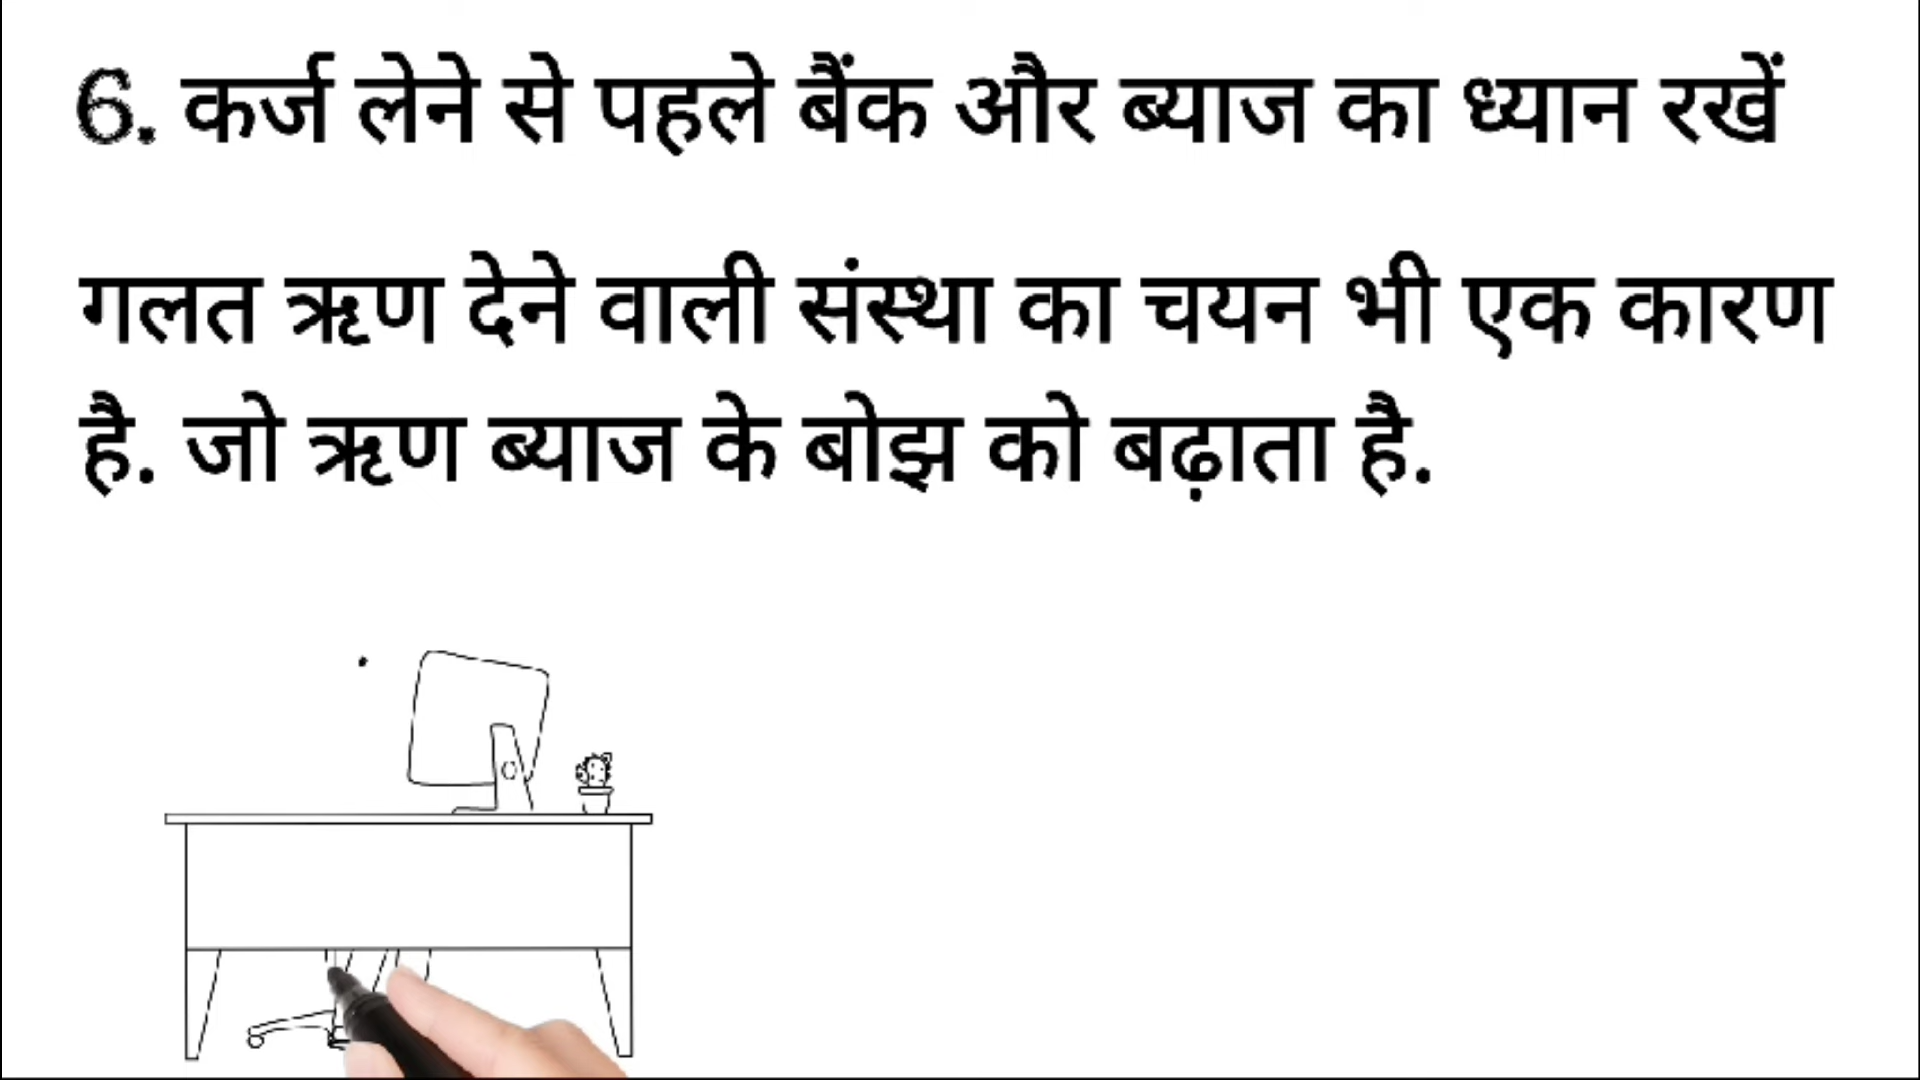 6. कर्ज लेने से पहले बैंक और ब्याज का ध्यान रखें
गलत ऋण देने वाली संस्था का चयन भी एक कारण
है. जो ऋण ब्याज के बोझ को बढ़ाता है.